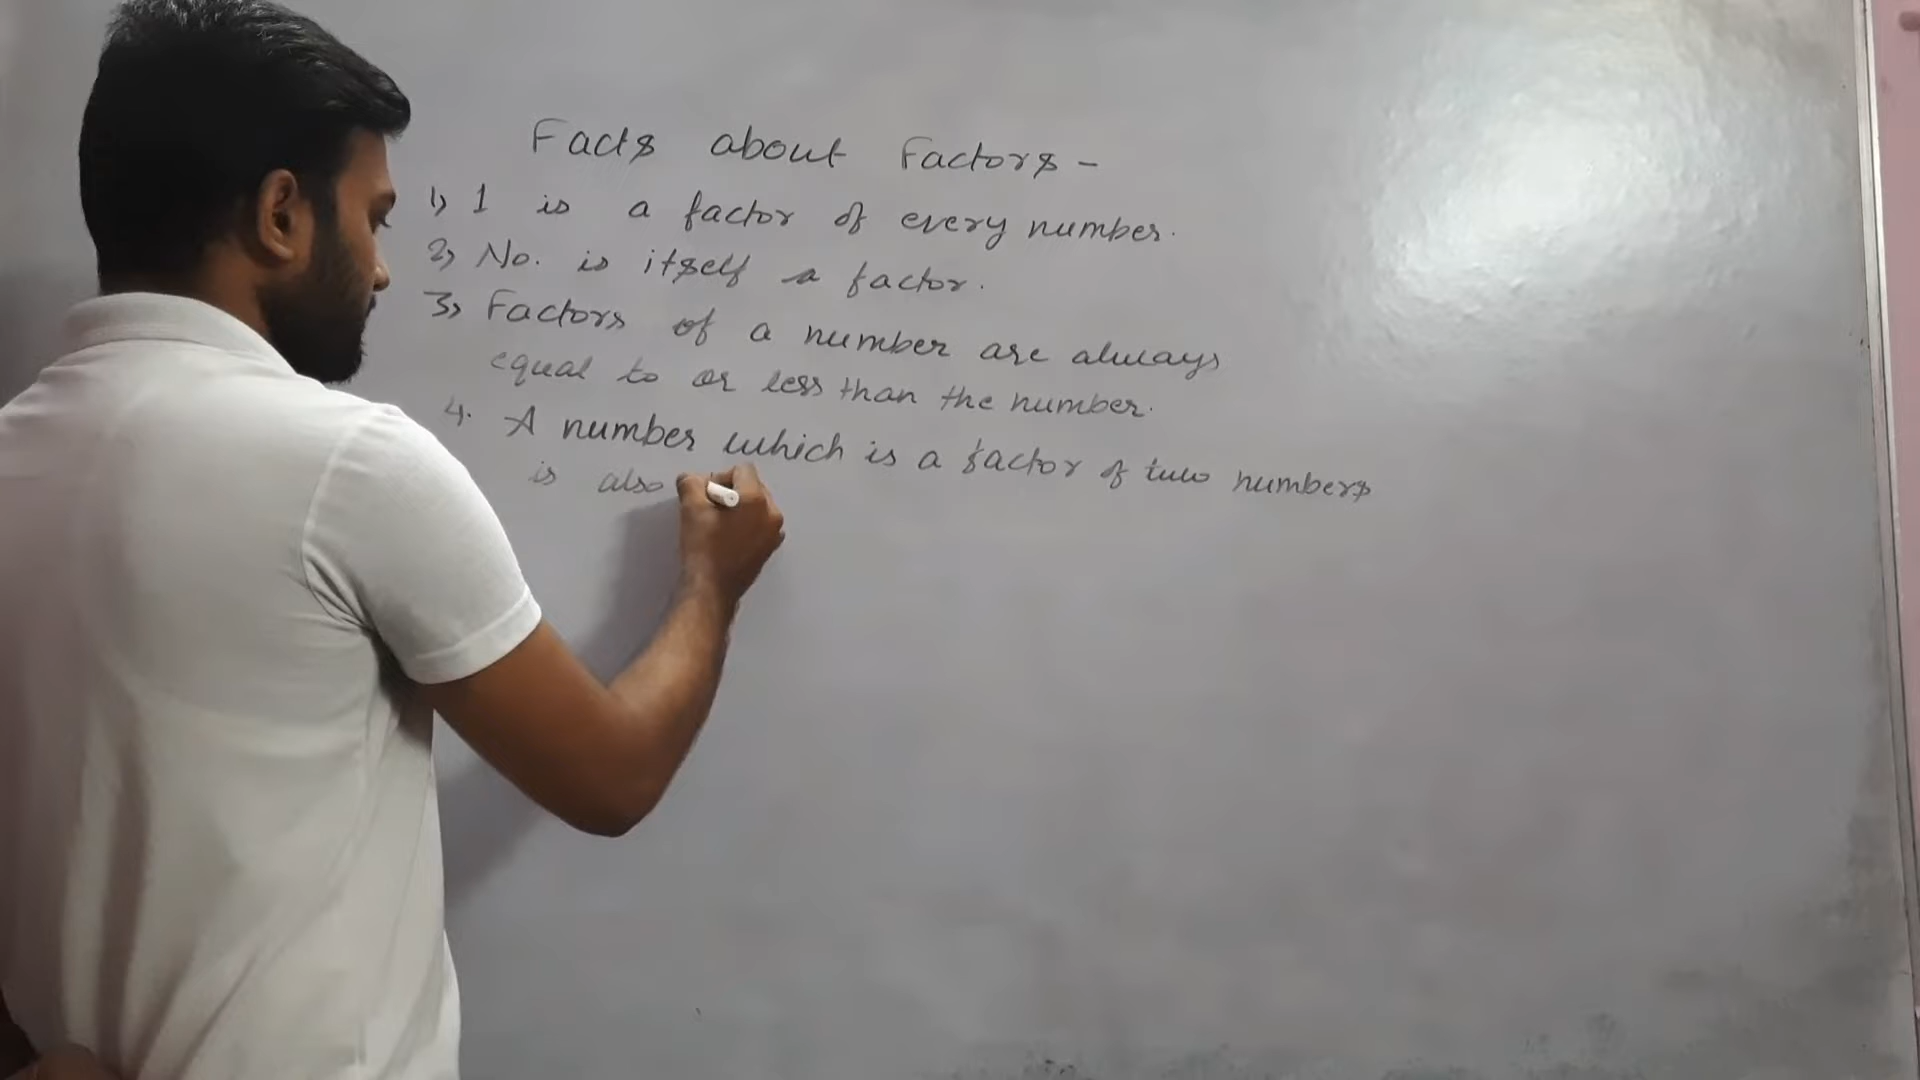 Facts about Factors -
1) 1 is a factor of every number.
2) No. is itself a factor.
3) Factors of a number are always
equal to or less than the number.
4. A number which is a factor of two numbers
is also